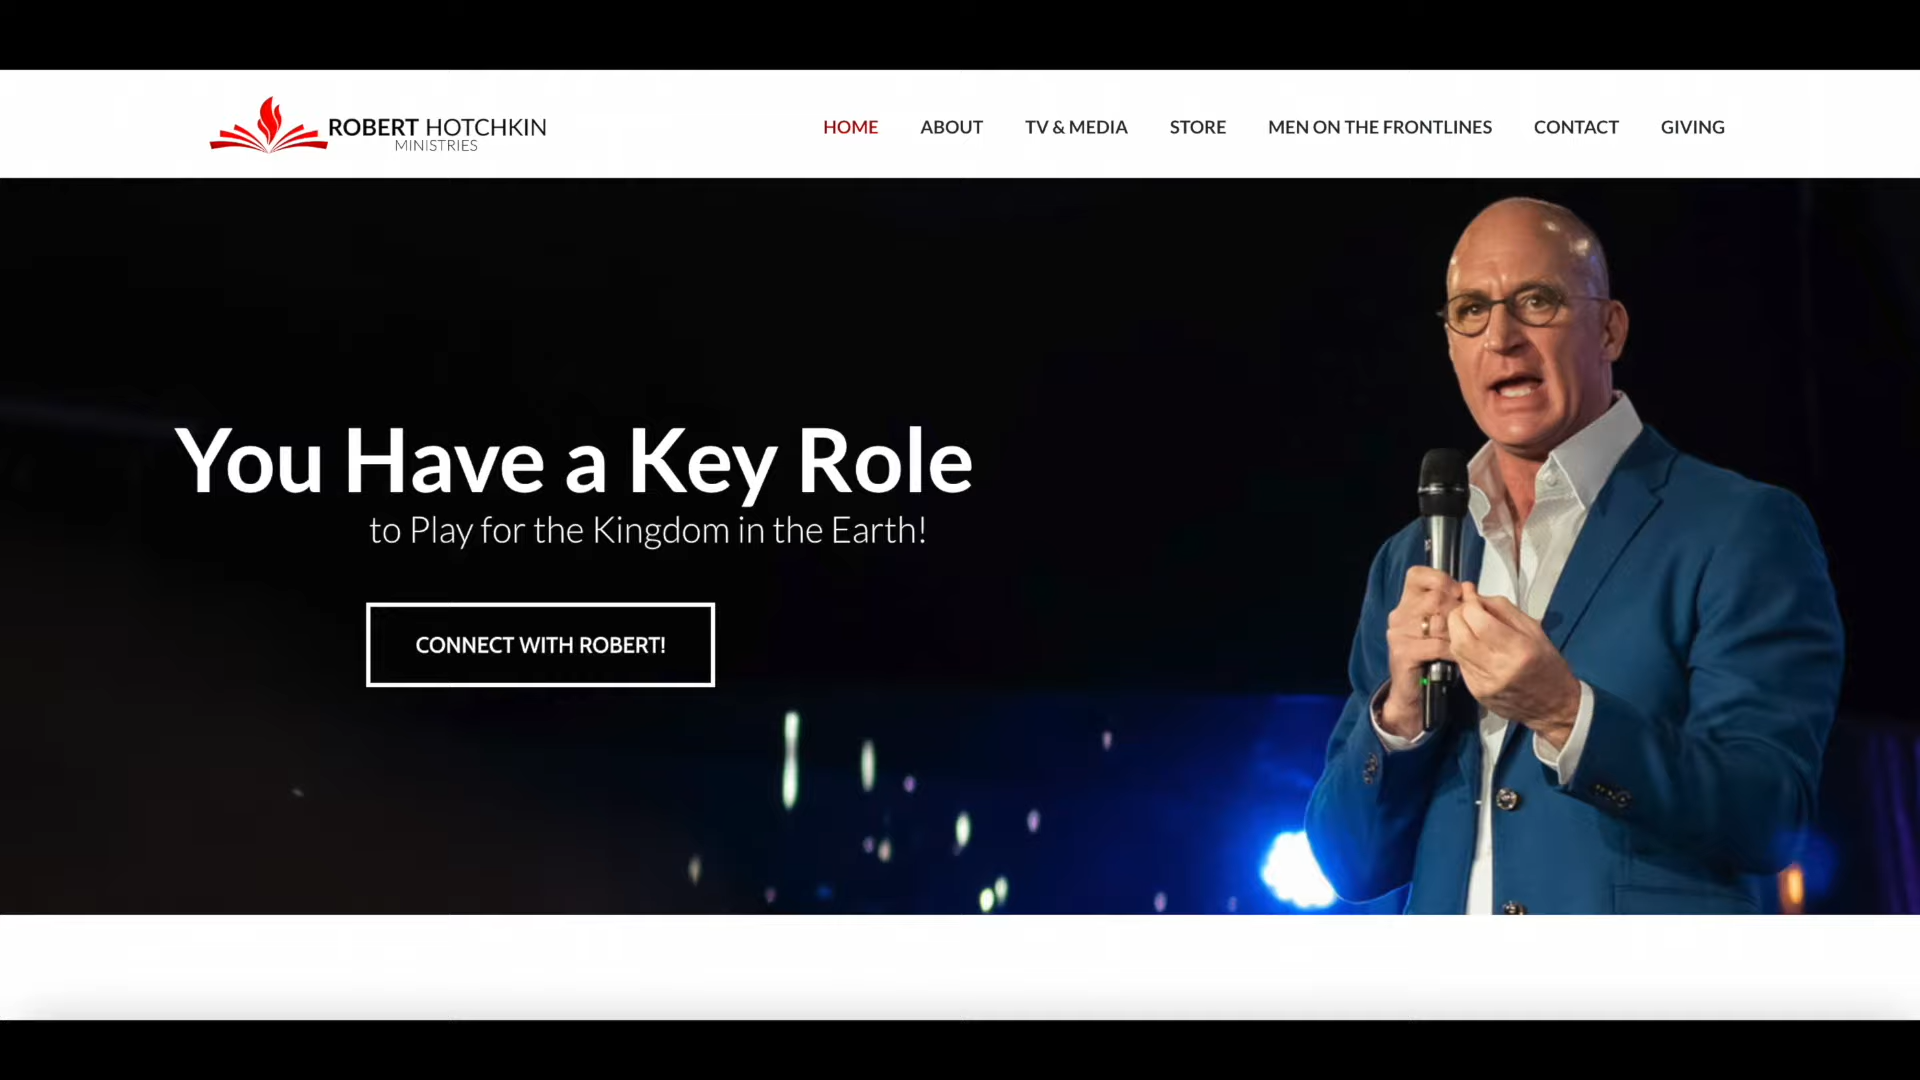 ROBERT HOTCHKIN
MINISTRIES
HOME ABOUT TV & MEDIA STORE MEN ON THE FRONTLINES CONTACT GIVING
You Have a Key Role
to Play for the Kingdom in the Earth!
CONNECT WITH ROBERT!